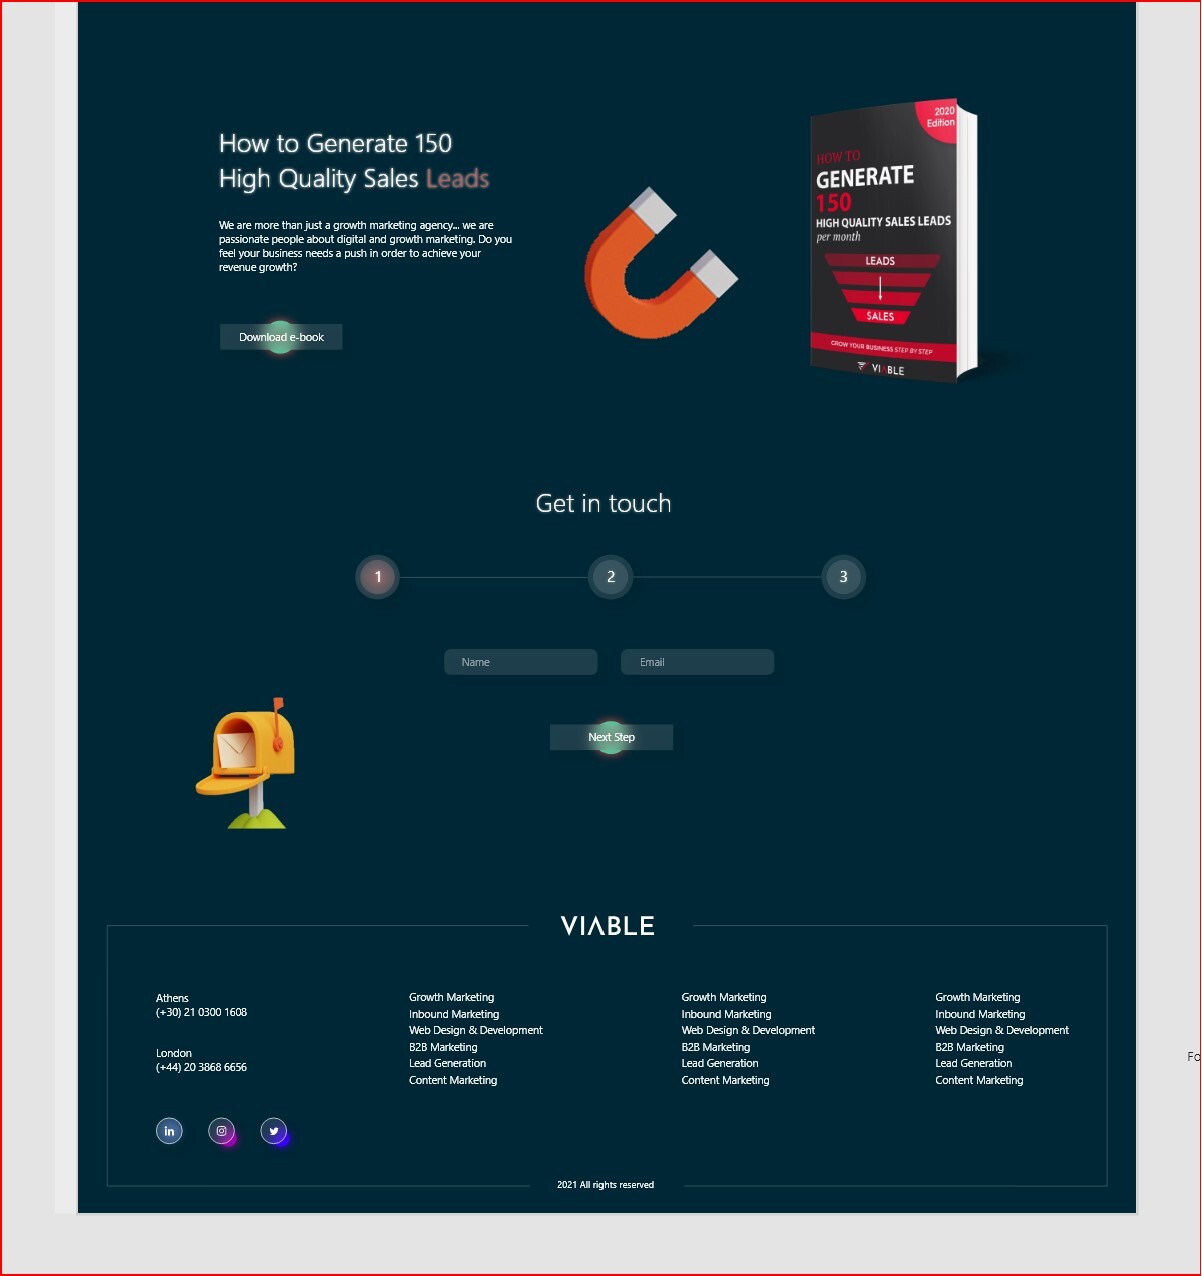 How to Generate 150
High Quality Sales Leads
We are more than just a growth marketing agency... we are
passionate people about digital and growth marketing. Do you
feel your business needs a push in order to achieve your
revenue growth?
Download e-book
2020
Edition
HOW TO
GENERATE
150
HIGH QUALITY SALES LEADS
per month
LEADS
SALES
GROW YOUR BUSINESS STEP BY STEP
VIABLE
Get in touch
1
2
3
Name
Email
Next Step
VIABLE
Athens
(+30) 21 0300 1608
London
(+44) 20 3868 6656
in
Growth Marketing
Inbound Marketing
Web Design & Development
B2B Marketing
Lead Generation
Content Marketing
Growth Marketing
Inbound Marketing
Web Design & Development
B2B Marketing
Lead Generation
Content Marketing
Growth Marketing
Inbound Marketing
Web Design & Development
B2B Marketing
Lead Generation
Content Marketing
Fo
2021 All rights reserved